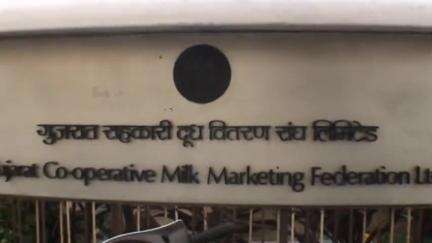 गुजरात सहकारी दूध वितरण संघ लिमिटेड
Co-operative Milk Marketing Federation